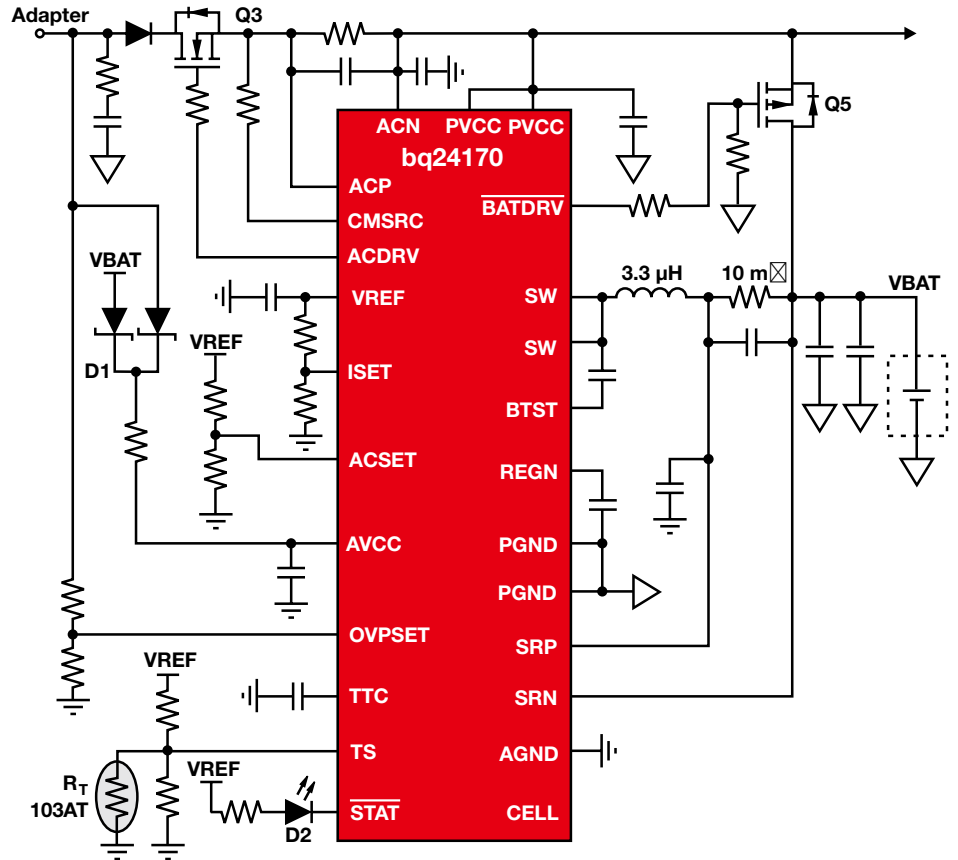 Adapter
Q3
ACN
PVCC PVCC
bq24170
Q5
ACP
BATDRV
CMSRC
ACDRV
VBAT
3.3 µH
10 m☒
VBAT
VREF
SW
VREF
SW
D1
ISET
BTST
ACSET
REGN
AVCC
PGND
PGND
OVPSET
SRP
VREF
TTC
SRN
TS
AGND
VREF
RT
103AT
STAT
CELL
D2